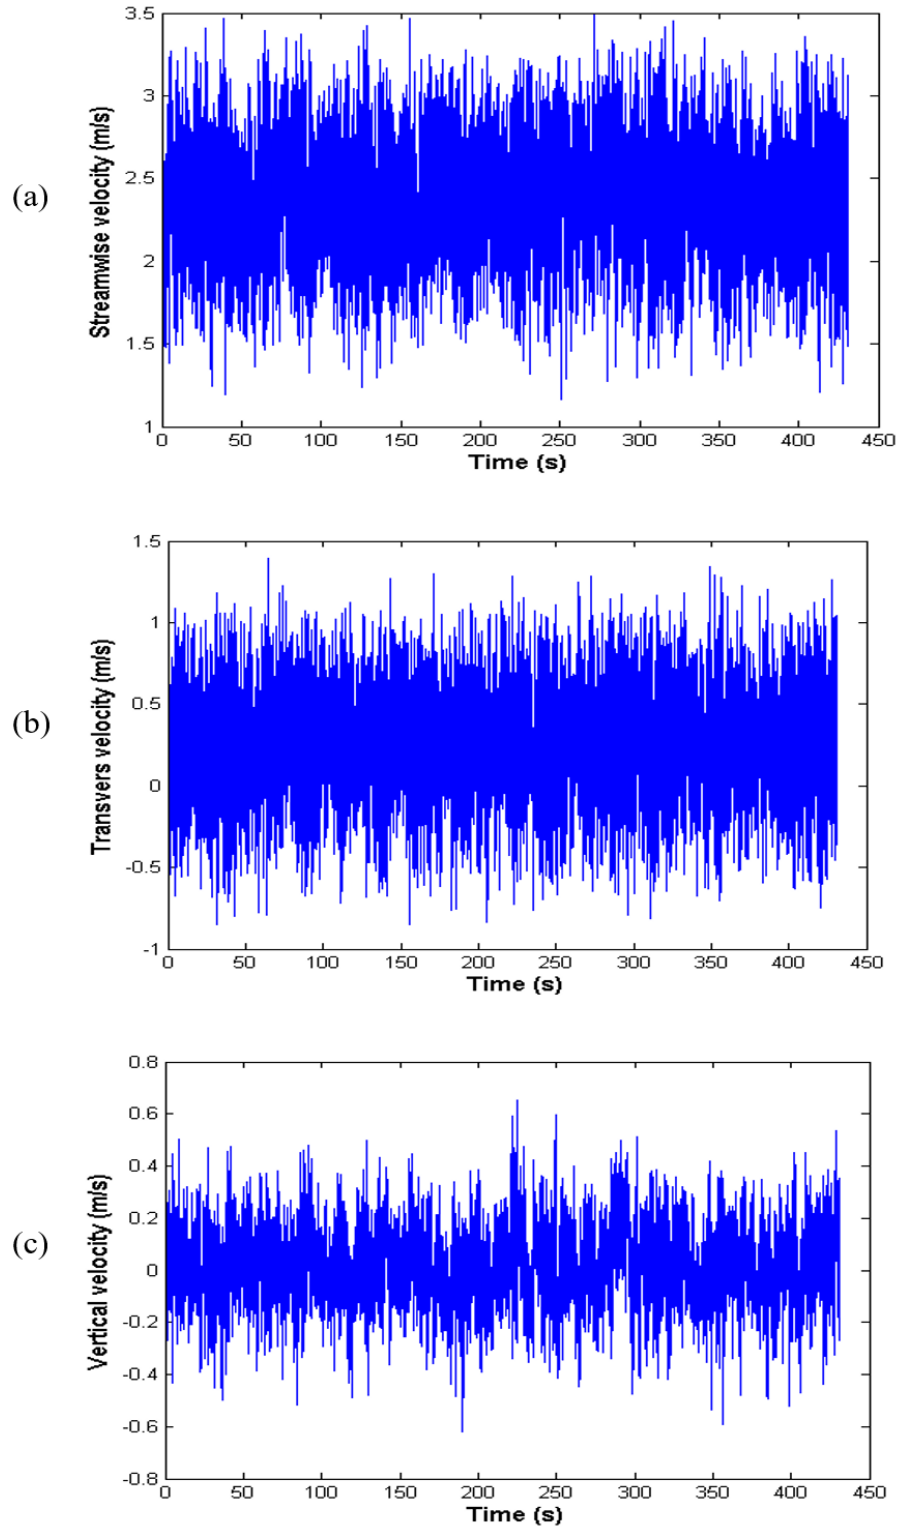 3.5
3
2.5
2
1.5
1
(a)
Streamwise velocity (m/s)
0 50 100 150 200 250 300 350 400 450
Time (s)
1.5
1
0.5
0
-0.5
-1
(b)
Transvers velocity (m/s)
0 50 100 150 200 250 300 350 400 450
Time (s)
0.8
0.6
0.4
0.2
0
-0.2
-0.4
-0.6
-0.8
(c)
Vertical velocity (m/s)
0 50 100 150 200 250 300 350 400 450
Time (s)